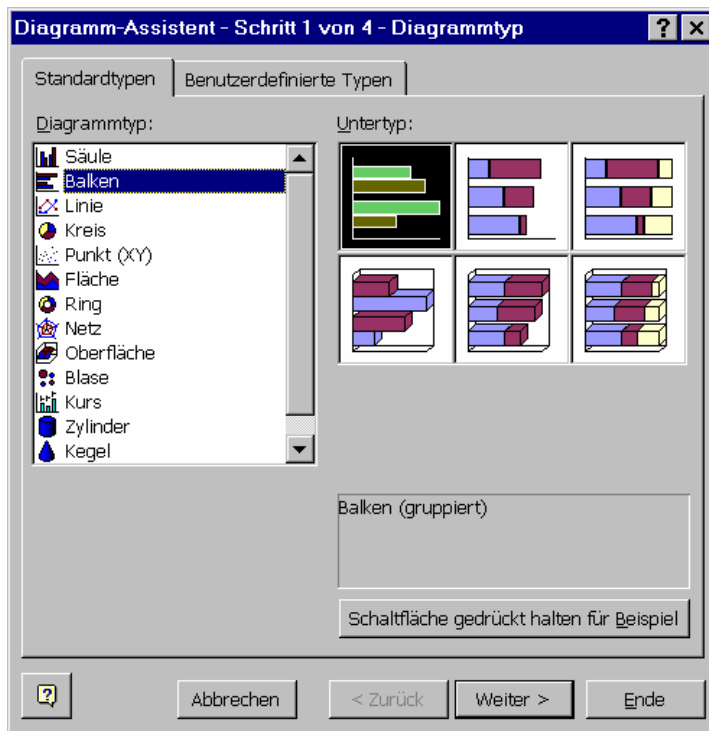 Diagramm-Assistent - Schritt 1 von 4 - Diagrammtyp
Standardtypen
Benutzerdefinierte Typen
Diagrammtyp:
Säule
Balken
Linie
Kreis
Punkt (XY)
Fläche
Ring
Netz
Oberfläche
Blase
Kurs
Zylinder
Kegel
Untertyp:
Balken (gruppiert)
Schaltfläche gedrückt halten für Beispiel
Abbrechen
< Zurück
Weiter >
Ende